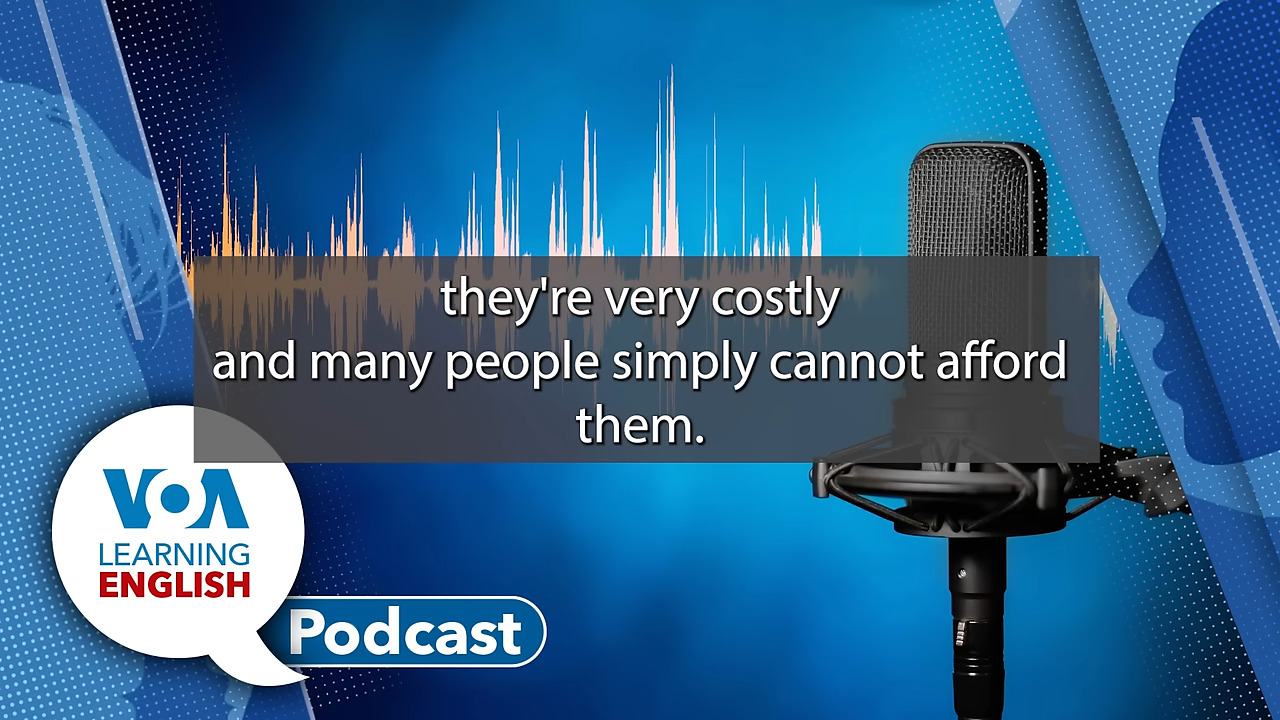 they're very costly
and many people simply cannot afford
them.
VOA
LEARNING
ENGLISH
Podcast